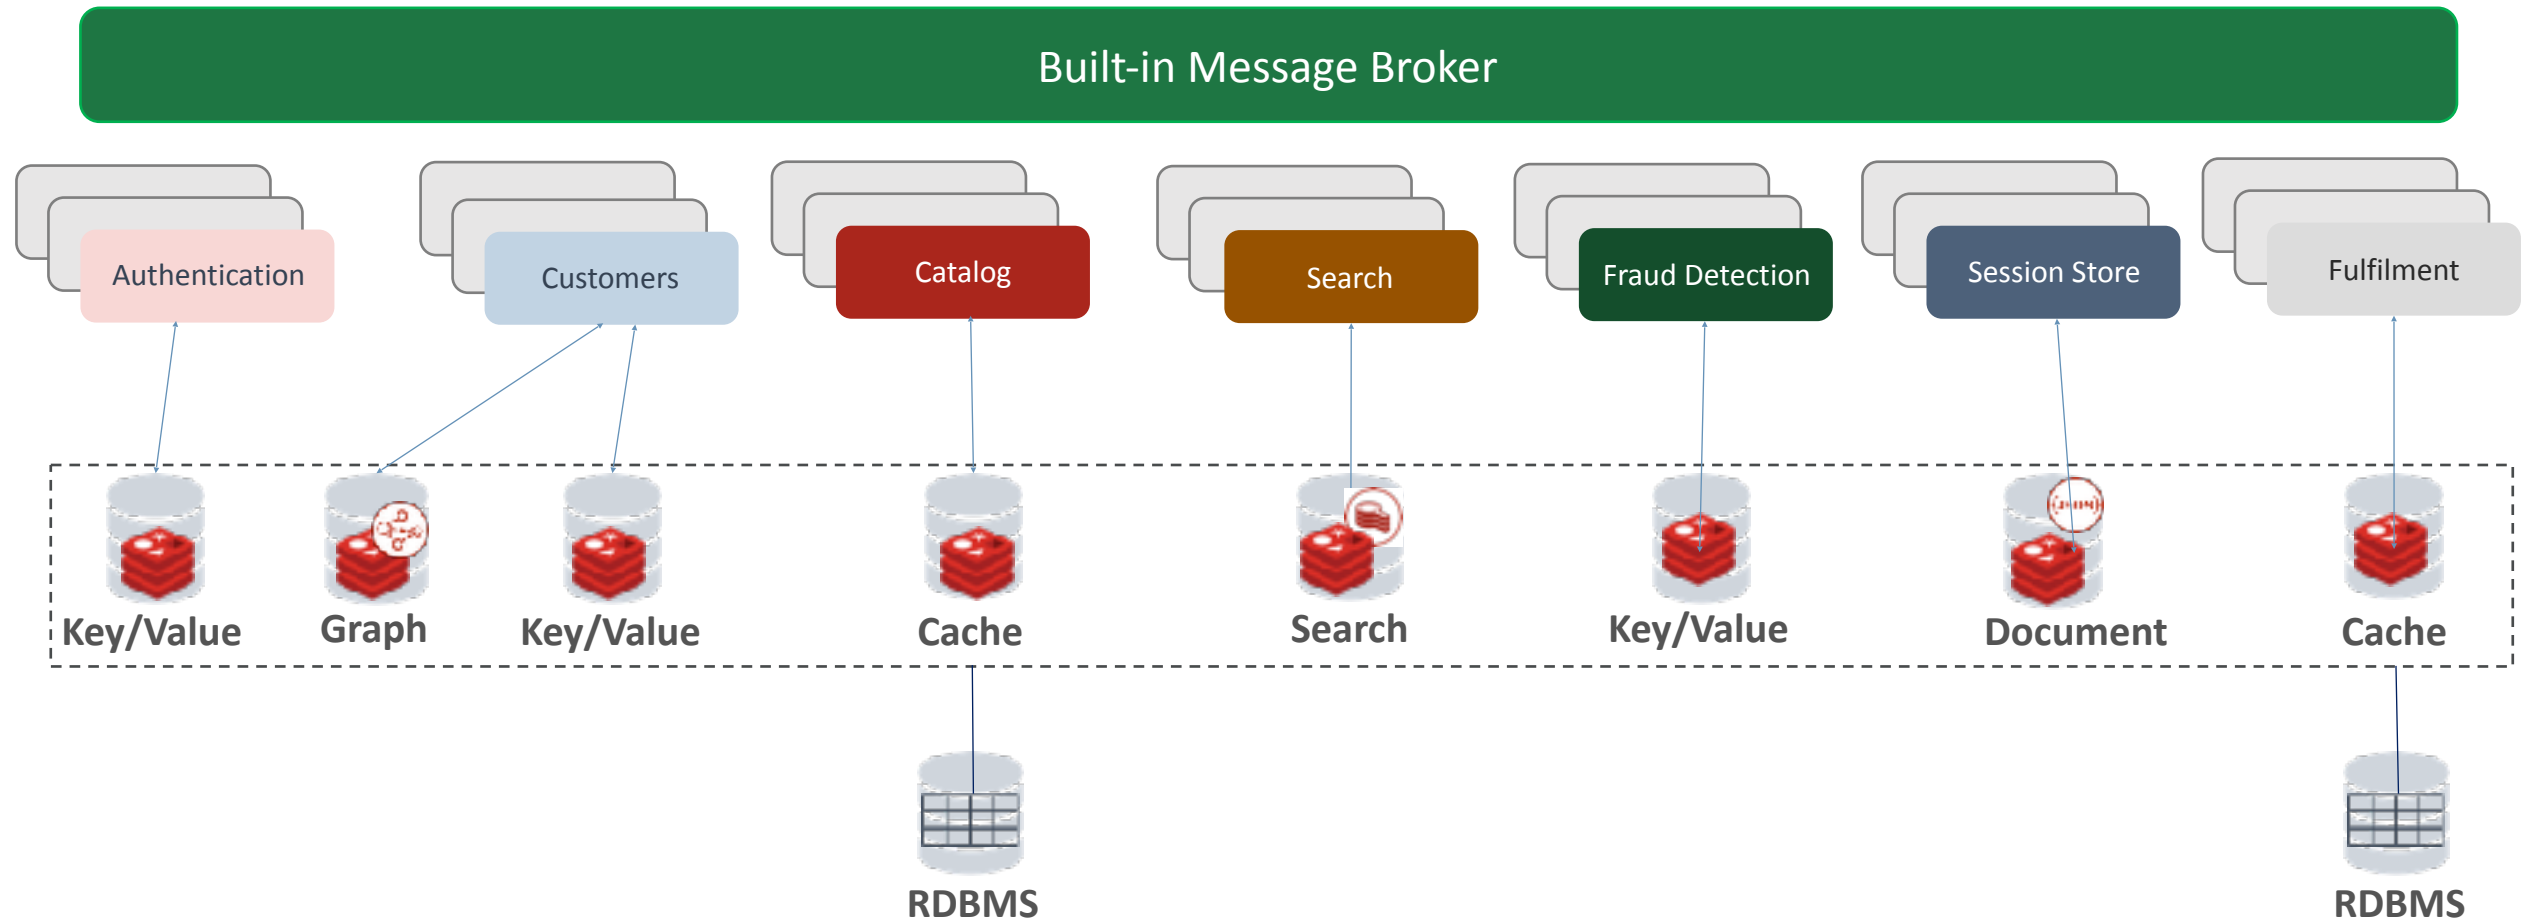 Built-in Message Broker
Authentication
Customers
Catalog
Search
Fraud Detection
Session Store
Fulfilment
Key/Value
Graph
Key/Value
Cache
Search
Key/Value
Document
Cache
RDBMS
RDBMS